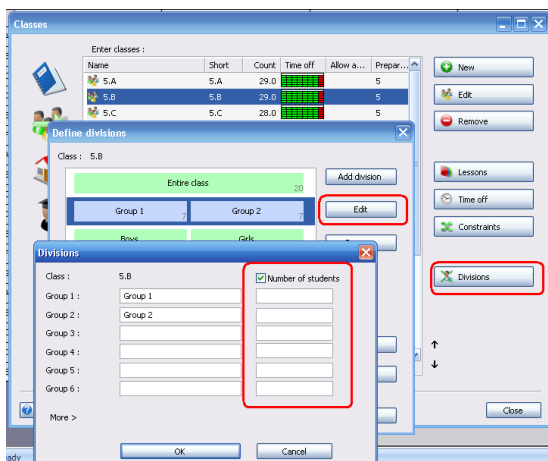 Classes
Enter classes :
Name Short Count Time off Allow a... Prepar...
5.A 5.A 29.0 5
5.B 5.B 29.0 5
5.C 5.C 28.0 5
New
Edit
Remove
Lessons
Time off
Constraints
Divisions
Close
Define divisions
Class : 5.B
Entire class 20
Group 1 7 Group 2 7
Boys Girls
Add division
Edit
Divisions
Class : 5.B
Number of students
Group 1 : Group 1
Group 2 : Group 2
Group 3 :
Group 4 :
Group 5 :
Group 6 :
More >
OK Cancel